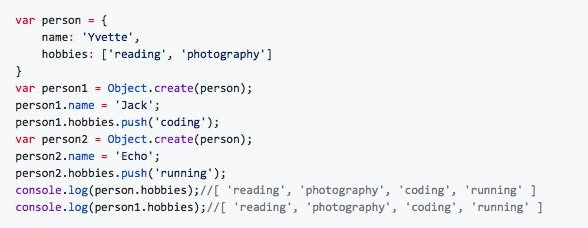 var person = {
    name: 'Yvette',
    hobbies: ['reading', 'photography']
}
var person1 = Object.create(person);
person1.name = 'Jack';
person1.hobbies.push('coding');
var person2 = Object.create(person);
person2.name = 'Echo';
person2.hobbies.push('running');
console.log(person.hobbies);//[ 'reading', 'photography', 'coding', 'running' ]
console.log(person1.hobbies);//[ 'reading', 'photography', 'coding', 'running' ]